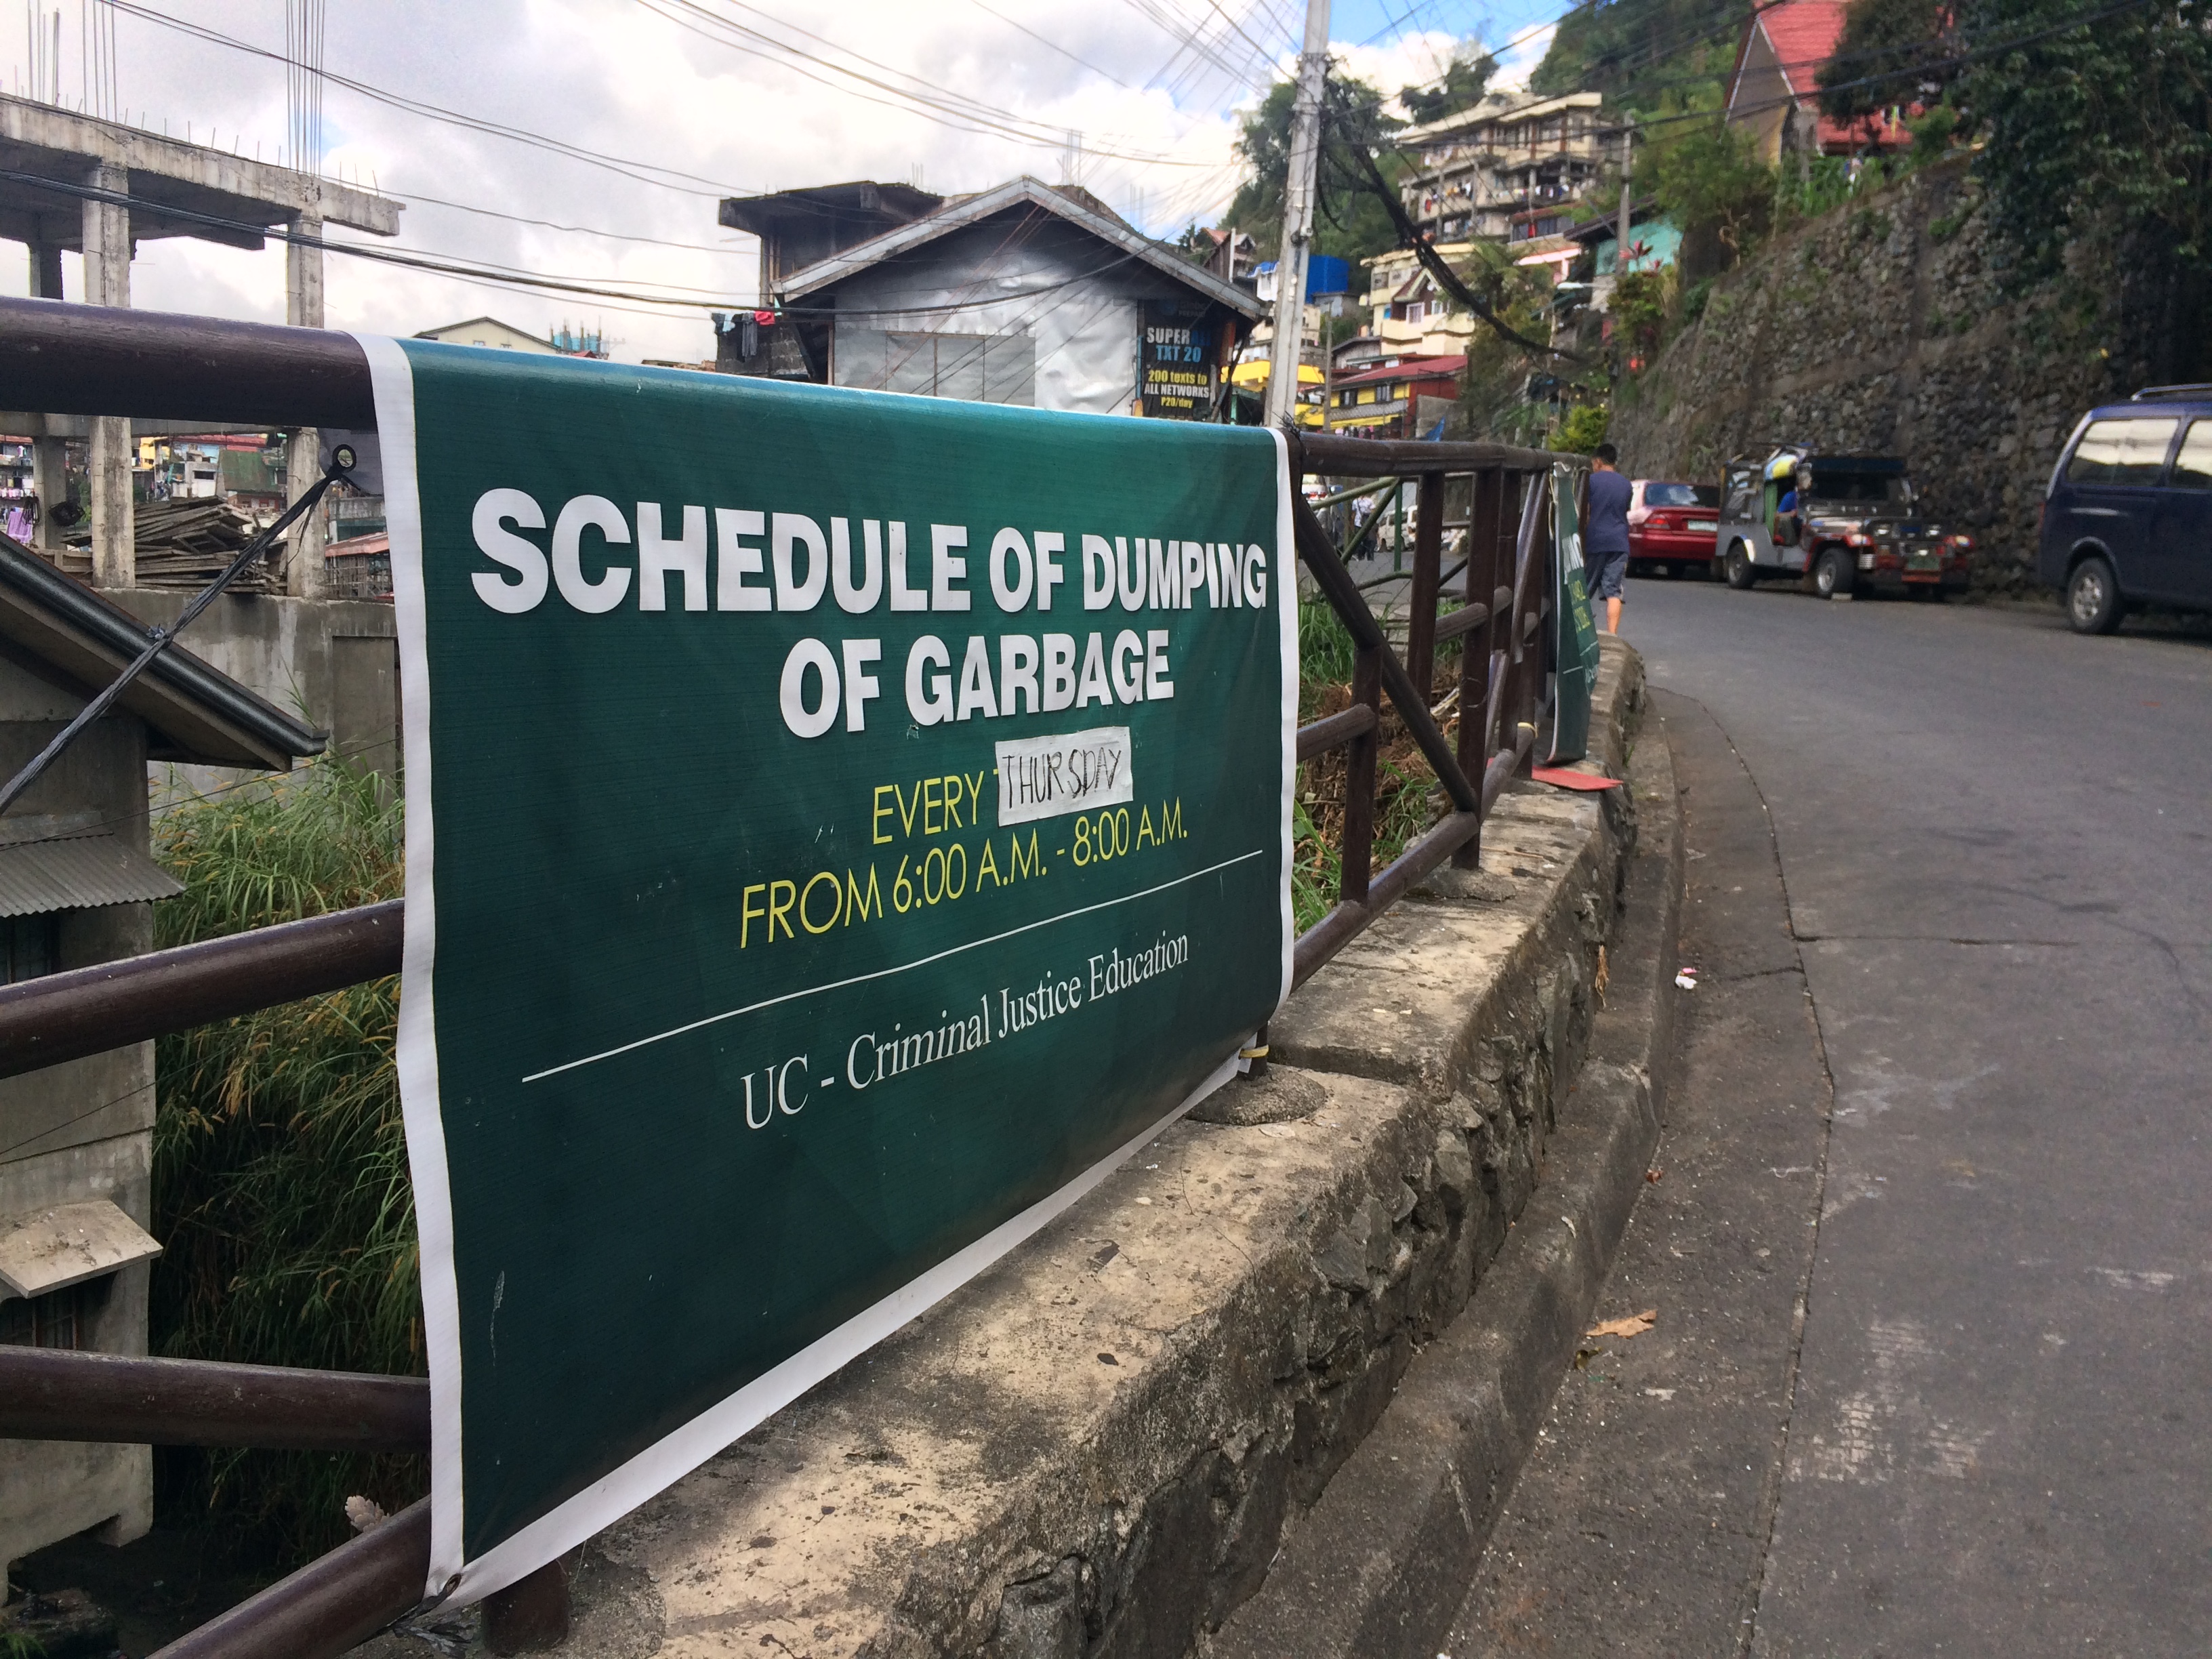 SCHEDULE OF DUMPING
OF GARBAGE
EVERY THURSDAY
FROM 6:00 A.M. - 8:00 A.M.
UC - Criminal Justice Education
SUPER
TXT 20
200 texts to
ALL NETWORKS
P20/day